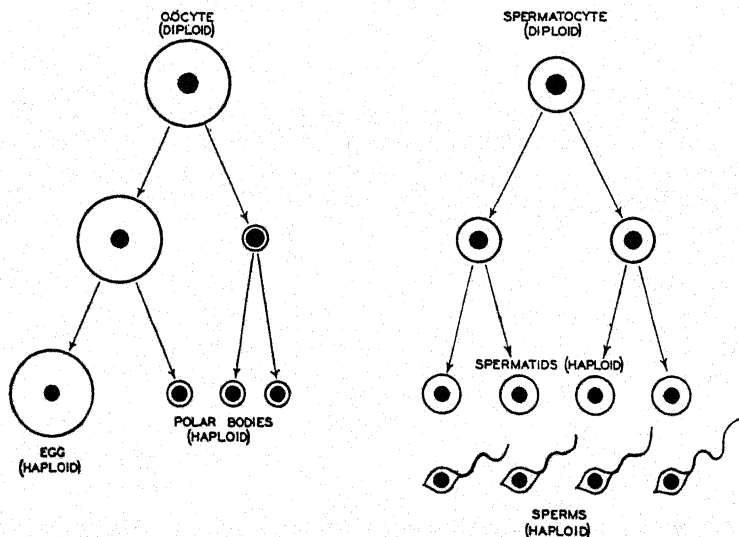 OÖCYTE
(DIPLOID)
SPERMATOCYTE
(DIPLOID)
SPERMATIDS (HAPLOID)
POLAR BODIES
(HAPLOID)
EGG
(HAPLOID)
SPERMS
(HAPLOID)